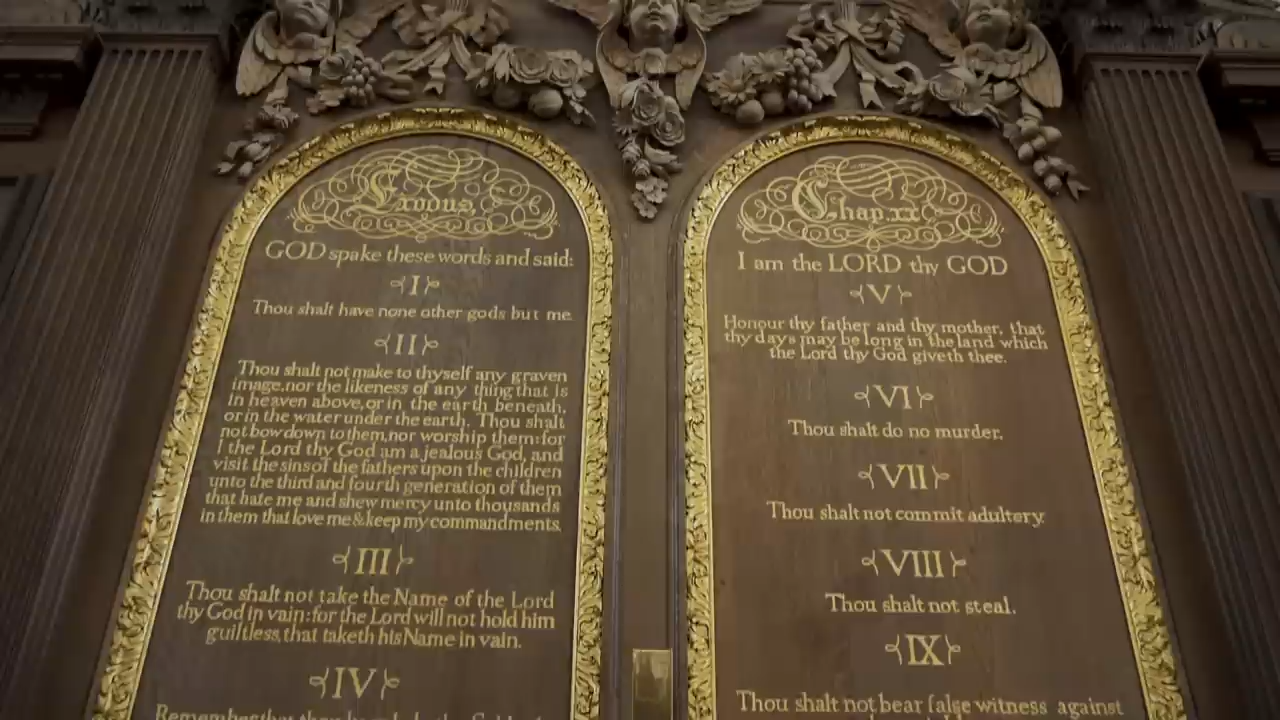 Exodus,
GOD spake these words and said:
I
Thou shalt have none other gods but me.
II
Thou shalt not make to thyself any graven
image, nor the likeness of any thing that is
in heaven above, or in the earth beneath,
or in the water under the earth. Thou shalt
not bow down to them, nor worship them: for
I the Lord thy God am a jealous God, and
visit the sins of the fathers upon the children
unto the third and fourth generation of them
that hate me and shew mercy unto thousands
in them that love me & keep my commandments.
III
Thou shalt not take the Name of the Lord
thy God in vain: for the Lord will not hold him
guiltless, that taketh his Name in vain.
IV
Remember that thou
Chap. xx
I am the LORD thy GOD
V
Honour thy father and thy mother, that
thy days may be long in the land which
the Lord thy God giveth thee.
VI
Thou shalt do no murder.
VII
Thou shalt not commit adultery.
VIII
Thou shalt not steal.
IX
Thou shalt not bear false witness against